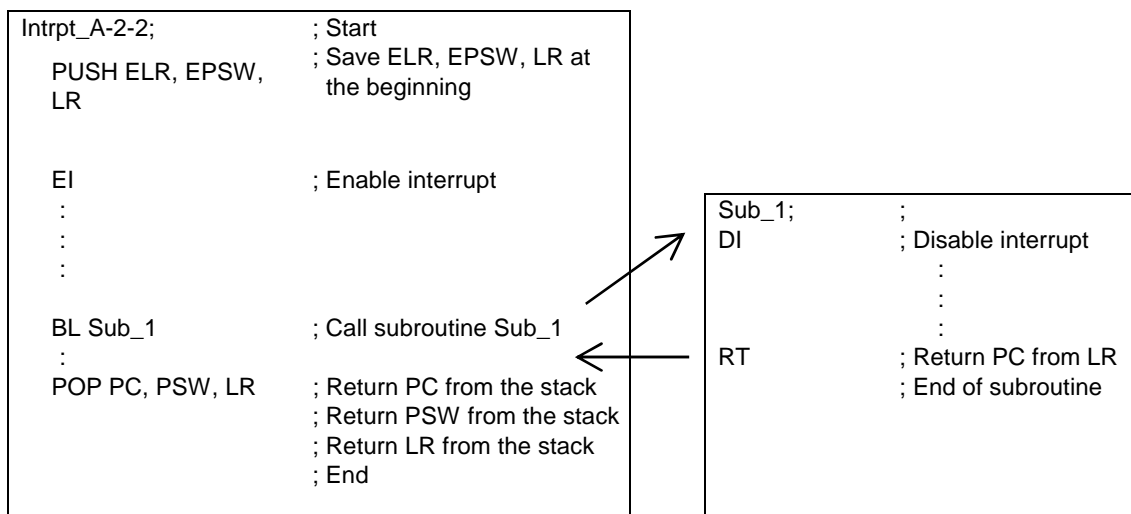 Intrpt_A-2-2; ; Start
PUSH ELR, EPSW, ; Save ELR, EPSW, LR at
LR the beginning
EI ; Enable interrupt
:
:
:
BL Sub_1 ; Call subroutine Sub_1
:
POP PC, PSW, LR ; Return PC from the stack
; Return PSW from the stack
; Return LR from the stack
; End
Sub_1; ;
DI ; Disable interrupt
:
:
:
RT ; Return PC from LR
; End of subroutine